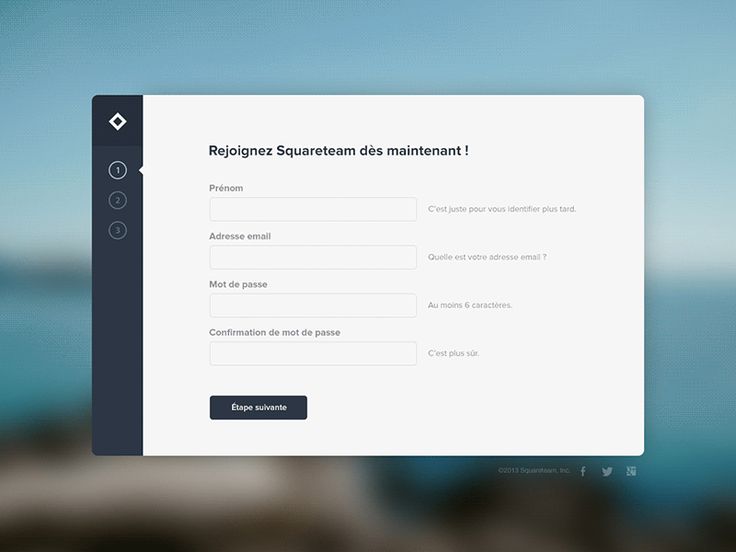 Rejoignez Squareteam dès maintenant !
1
2
3
Prénom
C'est juste pour vous identifier plus tard.
Adresse email
Quelle est votre adresse email ?
Mot de passe
Au moins 6 caractères.
Confirmation de mot de passe
C'est plus sûr.
Étape suivante
©2013 Squareteam, Inc.